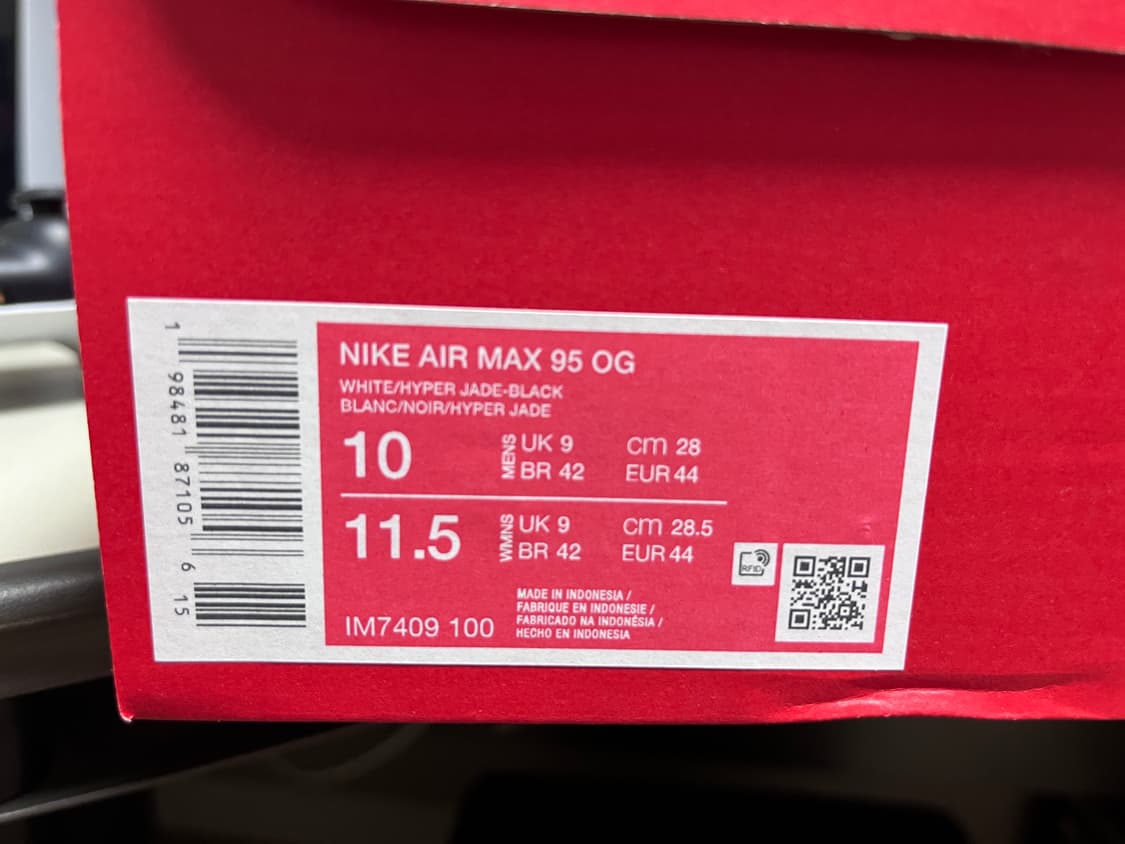 1 98481 87105 6 15
NIKE AIR MAX 95 OG
WHITE/HYPER JADE-BLACK
BLANC/NOIR/HYPER JADE
10 MENS UK 9 cm 28
BR 42 EUR 44
11.5 WMNS UK 9 cm 28.5
BR 42 EUR 44
RFID
MADE IN INDONESIA /
FABRIQUE EN INDONESIE /
FABRICADO NA INDONÉSIA /
HECHO EN INDONESIA
IM7409 100